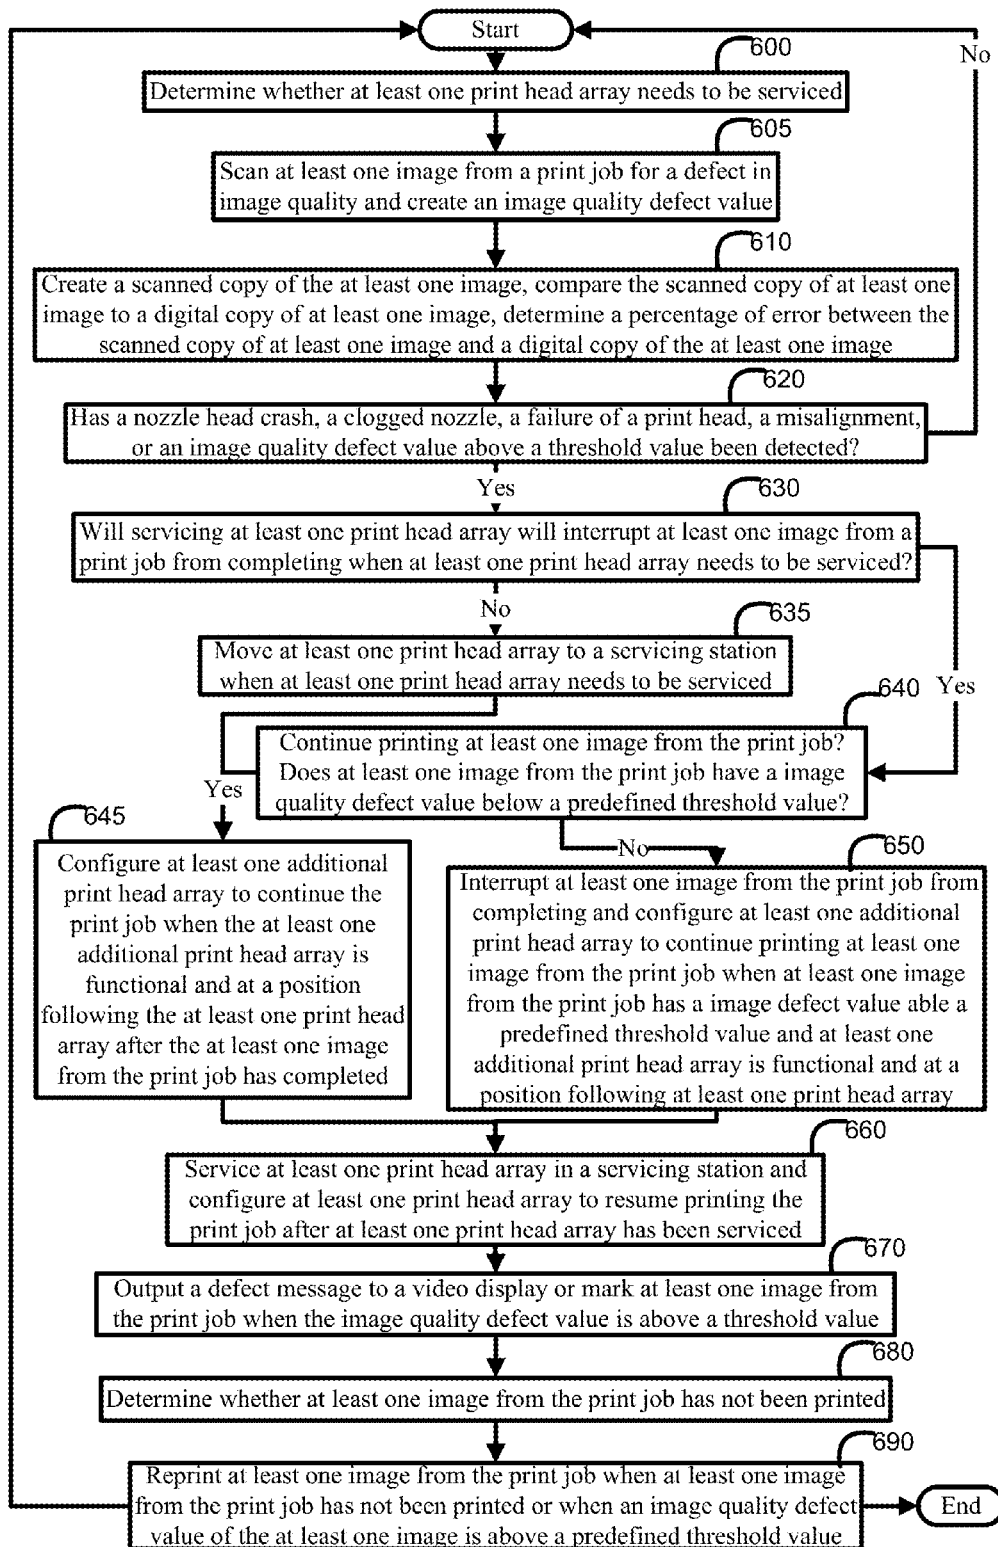 Start
No
600
Determine whether at least one print head array needs to be serviced
605
Scan at least one image from a print job for a defect in
image quality and create an image quality defect value
610
Create a scanned copy of the at least one image, compare the scanned copy of at least one
image to a digital copy of at least one image, determine a percentage of error between the
scanned copy of at least one image and a digital copy of the at least one image
620
Has a nozzle head crash, a clogged nozzle, a failure of a print head, a misalignment,
or an image quality defect value above a threshold value been detected?
Yes
630
Will servicing at least one print head array will interrupt at least one image from a
print job from completing when at least one print head array needs to be serviced?
No
635
Move at least one print head array to a servicing station
when at least one print head array needs to be serviced
640
Yes
Continue printing at least one image from the print job?
Does at least one image from the print job have a image
quality defect value below a predefined threshold value?
Yes
645
Configure at least one additional
print head array to continue the
print job when the at least one
additional print head array is
functional and at a position
following the at least one print head
array after the at least one image
from the print job has completed
No
650
Interrupt at least one image from the print job from
completing and configure at least one additional
print head array to continue printing at least one
image from the print job when at least one image
from the print job has a image defect value able a
predefined threshold value and at least one
additional print head array is functional and at a
position following at least one print head array
660
Service at least one print head array in a servicing station and
configure at least one print head array to resume printing the
print job after at least one print head array has been serviced
670
Output a defect message to a video display or mark at least one image from
the print job when the image quality defect value is above a threshold value
680
Determine whether at least one image from the print job has not been printed
690
Reprint at least one image from the print job when at least one image
from the print job has not been printed or when an image quality defect
value of the at least one image is above a predefined threshold value
End